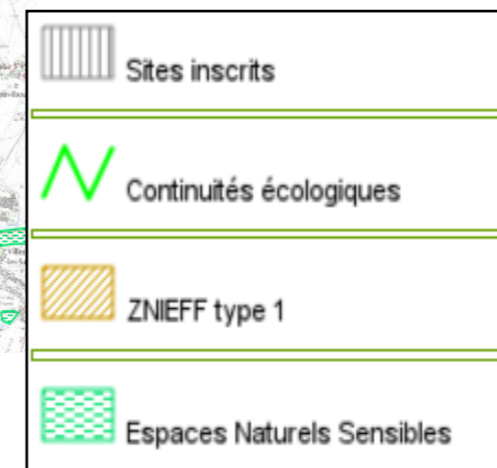 Sites inscrits
Continuités écologiques
ZNIEFF type 1
Espaces Naturels Sensibles